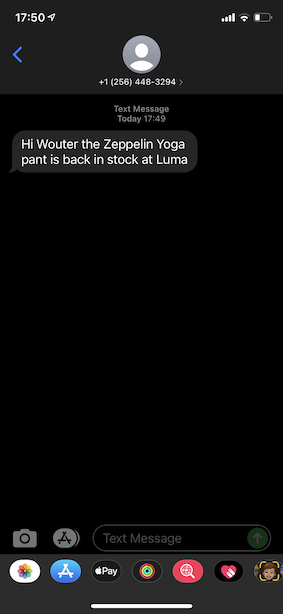 17:50
+1 (256) 448-3294
Text Message
Today 17:49
Hi Wouter the Zeppelin Yoga
pant is back in stock at Luma
Text Message
Pay